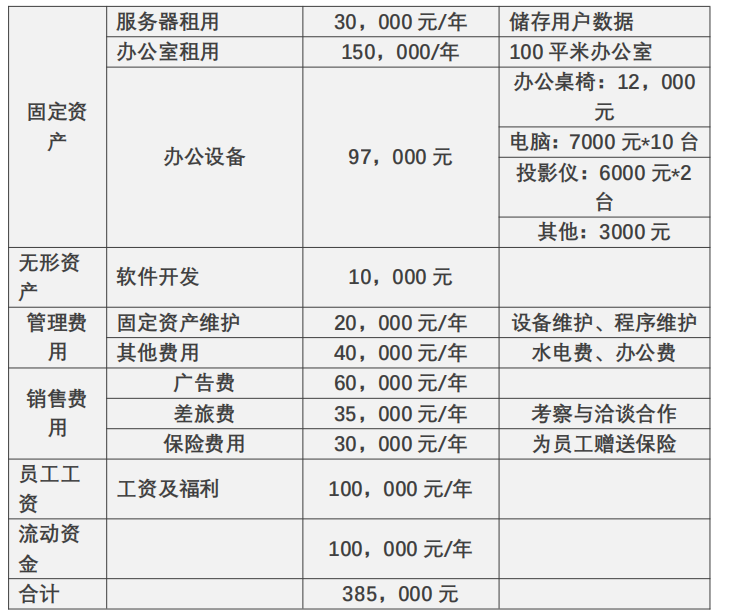 固定资
产
服务器租用 30，000 元/年 储存用户数据
办公室租用 150，000/年 100 平米办公室
办公设备 97，000 元
办公桌椅：12，000
元
电脑：7000 元*10 台
投影仪：6000 元*2
台
其他：3000 元
无形资
产
软件开发 10，000 元
管理费
用
固定资产维护 20，000 元/年 设备维护、程序维护
其他费用 40，000 元/年 水电费、办公费
销售费
用
广告费 60，000 元/年
差旅费 35，000 元/年 考察与洽谈合作
保险费用 30，000 元/年 为员工赠送保险
员工工
资
工资及福利 100，000 元/年
流动资
金
100，000 元/年
合计 385，000 元